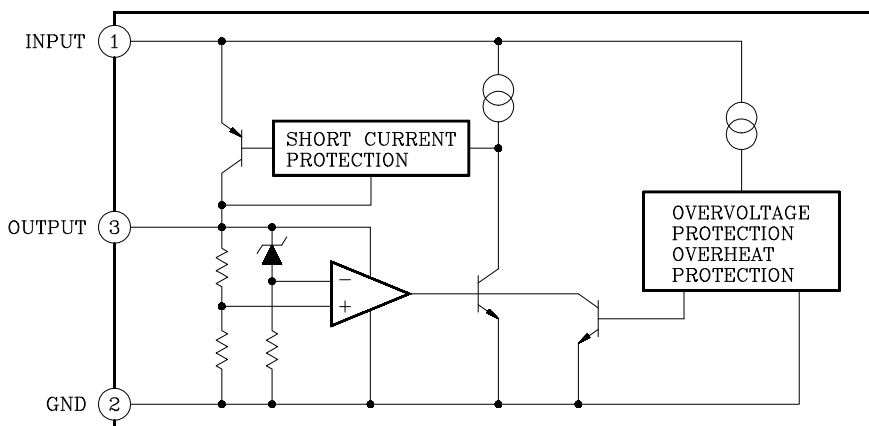 INPUT 1
SHORT CURRENT
PROTECTION
OUTPUT 3
OVERVOLTAGE
PROTECTION
OVERHEAT
PROTECTION
−
+
GND 2